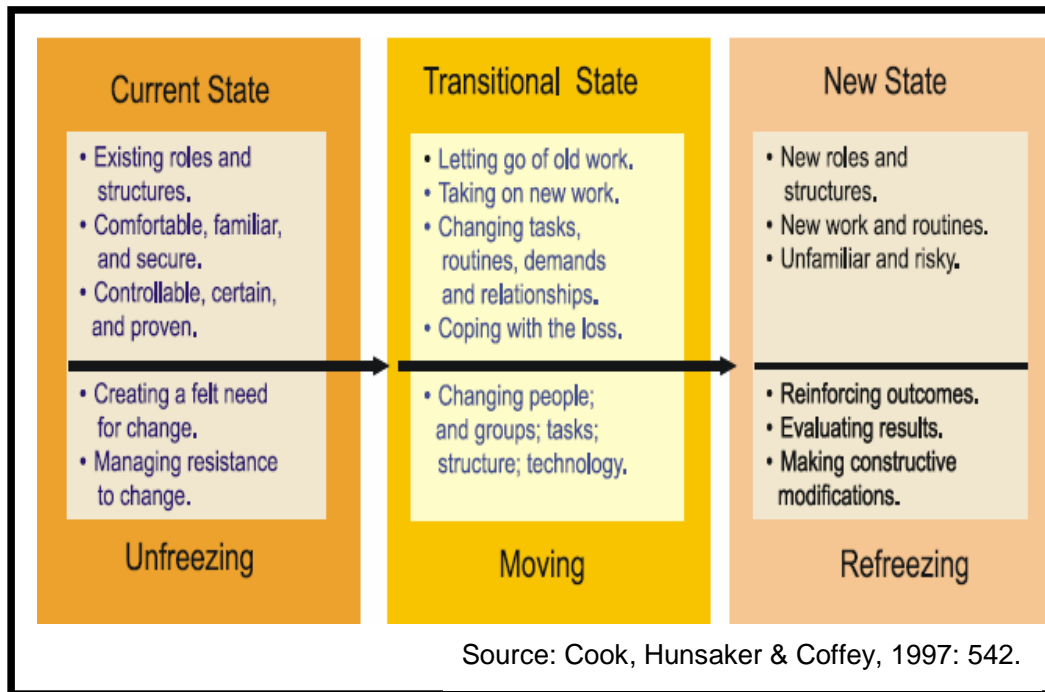 Current State
• Existing roles and
structures.
• Comfortable, familiar,
and secure.
• Controllable, certain,
and proven.
• Creating a felt need
for change.
• Managing resistance
to change.
Unfreezing
Transitional State
• Letting go of old work.
• Taking on new work.
• Changing tasks,
routines, demands
and relationships.
• Coping with the loss.
• Changing people;
and groups; tasks;
structure; technology.
Moving
New State
• New roles and
structures.
• New work and routines.
• Unfamiliar and risky.
• Reinforcing outcomes.
• Evaluating results.
• Making constructive
modifications.
Refreezing
Source: Cook, Hunsaker & Coffey, 1997: 542.